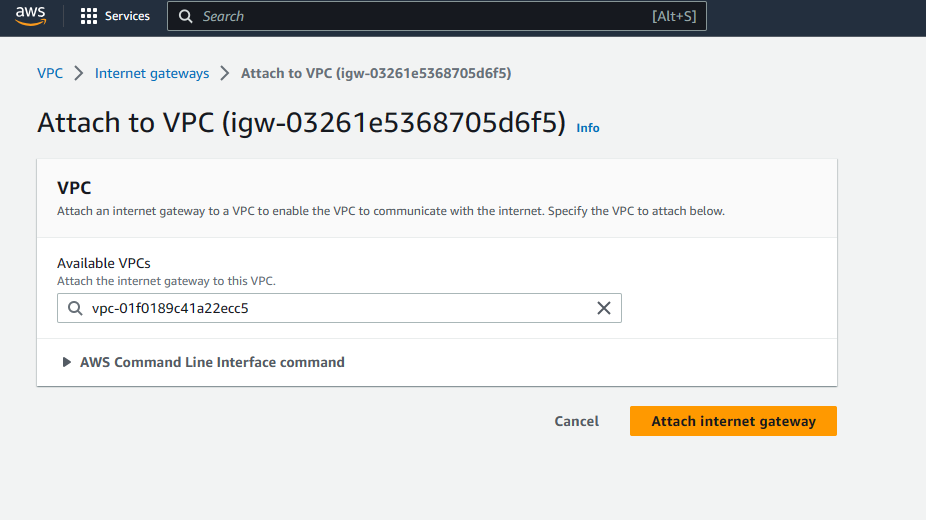 aws Services Search [Alt+S]
VPC Internet gateways Attach to VPC (igw-03261e5368705d6f5)
Attach to VPC (igw-03261e5368705d6f5) Info
VPC
Attach an internet gateway to a VPC to enable the VPC to communicate with the internet. Specify the VPC to attach below.
Available VPCs
Attach the internet gateway to this VPC.
vpc-01f0189c41a22ecc5
AWS Command Line Interface command
Cancel Attach internet gateway